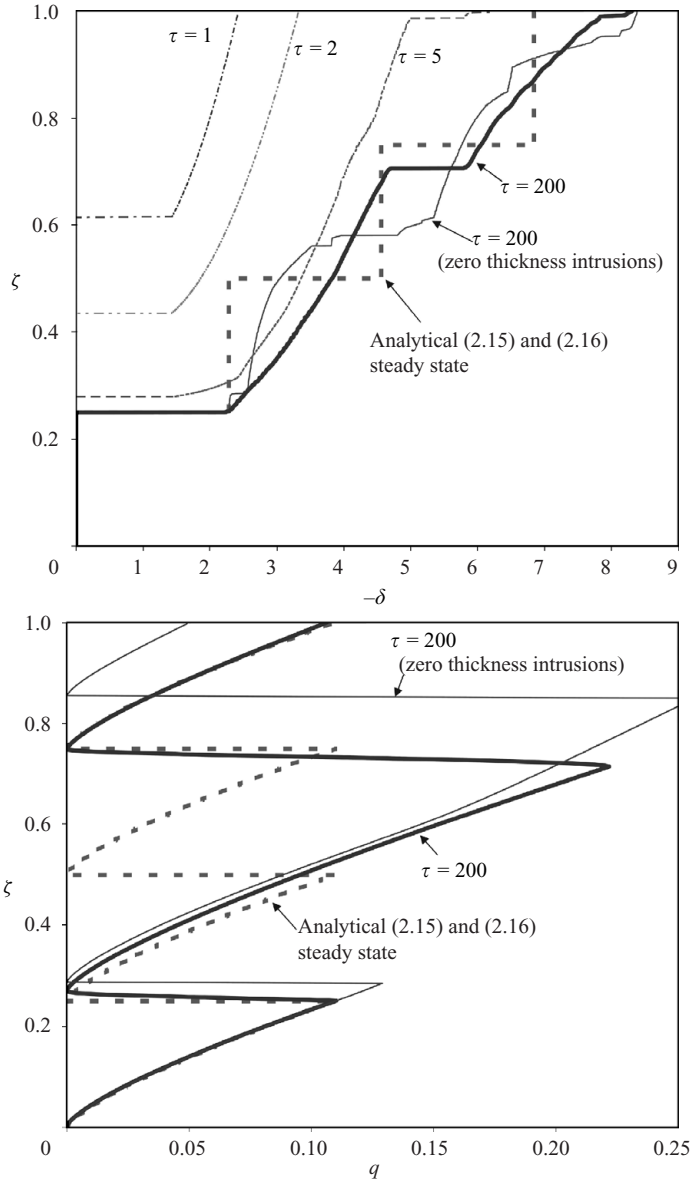 1.0
τ = 1
τ = 2
τ = 5
0.8
τ = 200
0.6
τ = 200
(zero thickness intrusions)
ζ
Analytical (2.15) and (2.16)
steady state
0.4
0.2
0 1 2 3 4 5 6 7 8 9
–δ
1.0
τ = 200
(zero thickness intrusions)
0.8
0.6
τ = 200
ζ
Analytical (2.15) and (2.16)
steady state
0.4
0.2
0 0.05 0.10 0.15 0.20 0.25
q